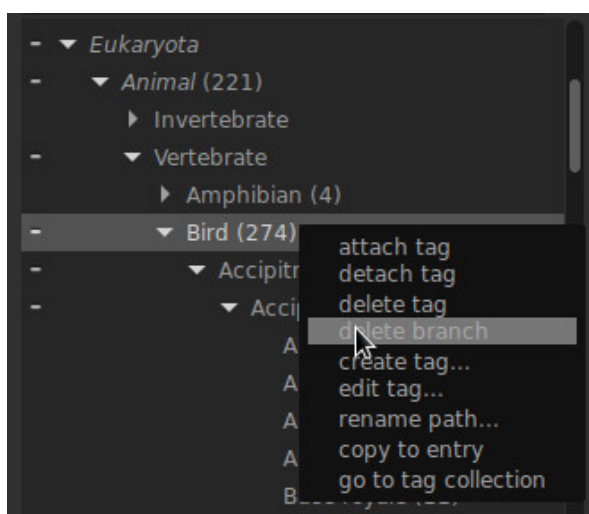 Eukaryota
Animal (221)
Invertebrate
Vertebrate
Amphibian (4)
Bird (274)
attach tag
detach tag
delete tag
delete branch
create tag...
edit tag...
rename path...
copy to entry
go to tag collection